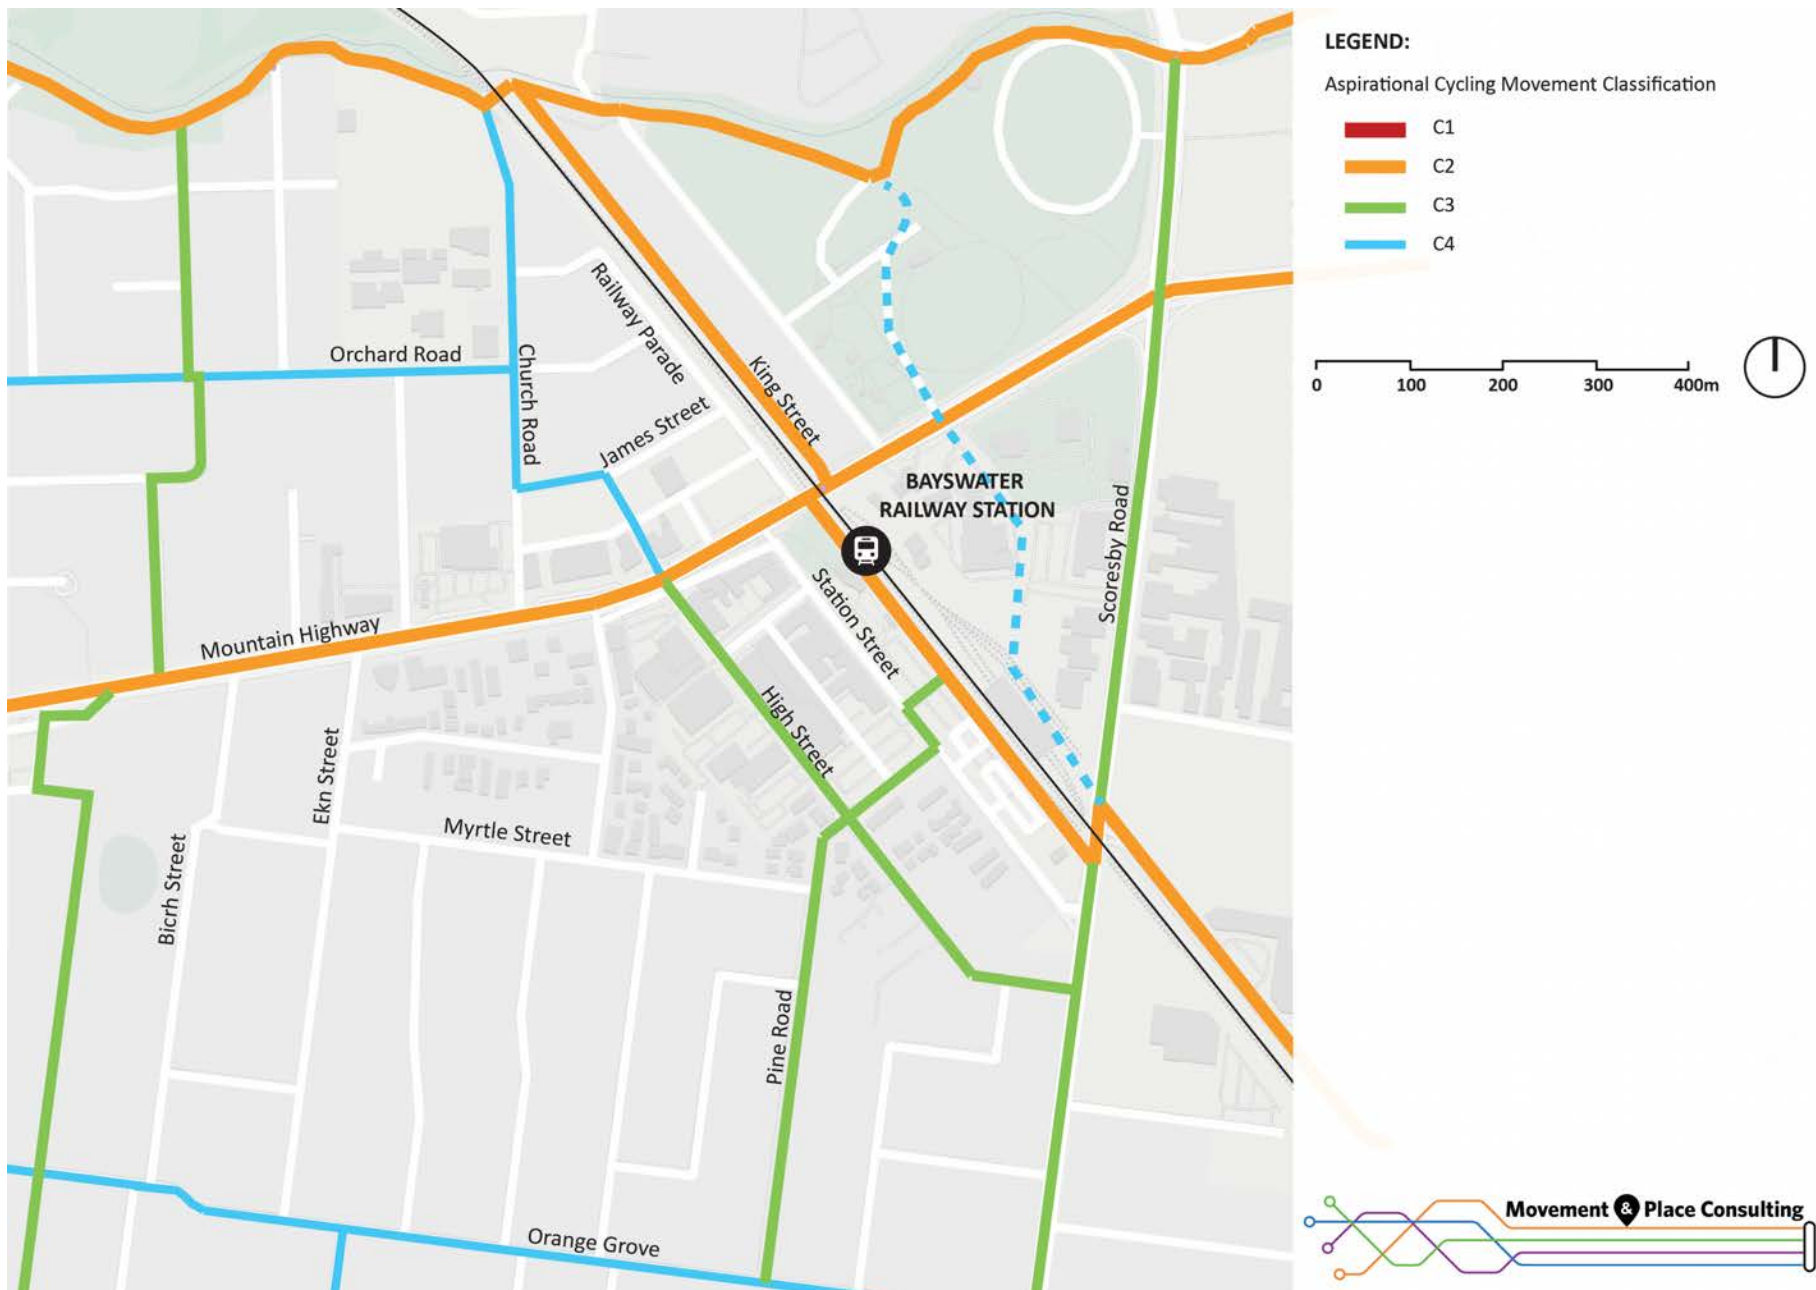 LEGEND:
Aspirational Cycling Movement Classification
C1
C2
C3
C4
0 100 200 300 400m
Orchard Road
Church Road
Railway Parade
James Street
King Street
BAYSWATER
RAILWAY STATION
Scoresby Road
Station Street
Mountain Highway
High Street
Ekn Street
Myrtle Street
Bicrh Street
Pine Road
Orange Grove
Movement & Place Consulting